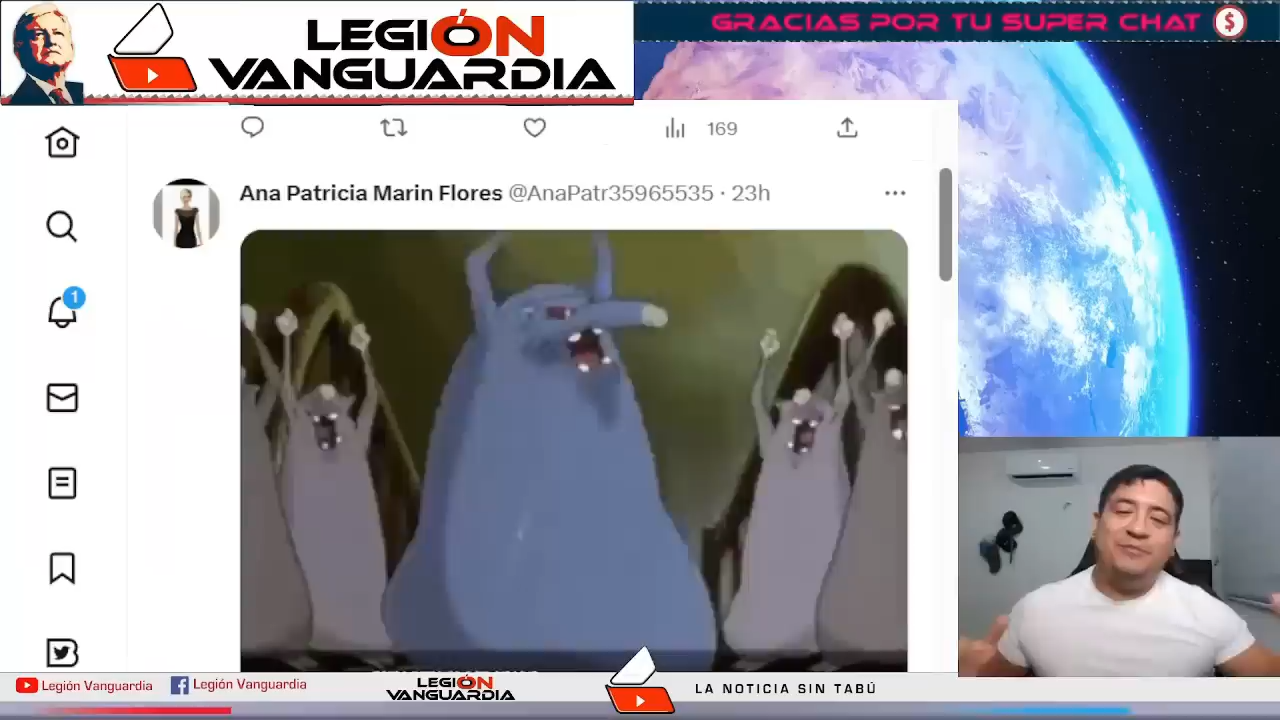 LEGIÓN
VANGUARDIA
GRACIAS POR TU SUPER CHAT
$
169
Ana Patricia Marin Flores @AnaPatr35965535 · 23h
1
Legión Vanguardia
Legión Vanguardia
LEGIÓN
VANGUARDIA
LA NOTICIA SIN TABÚ